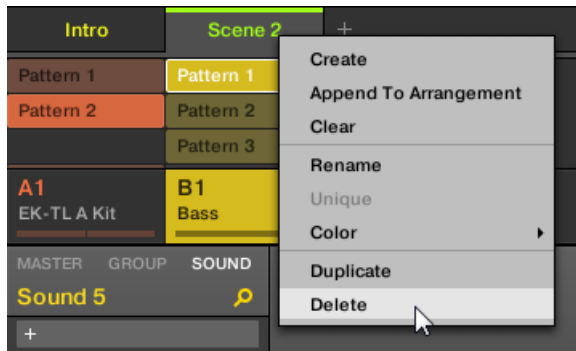 Intro
Scene 2
+
Pattern 1
Pattern 1
Pattern 2
Pattern 2
Pattern 3
A1
EK-TL A Kit
B1
Bass
MASTER GROUP SOUND
Sound 5
+
Create
Append To Arrangement
Clear
Rename
Unique
Color
Duplicate
Delete